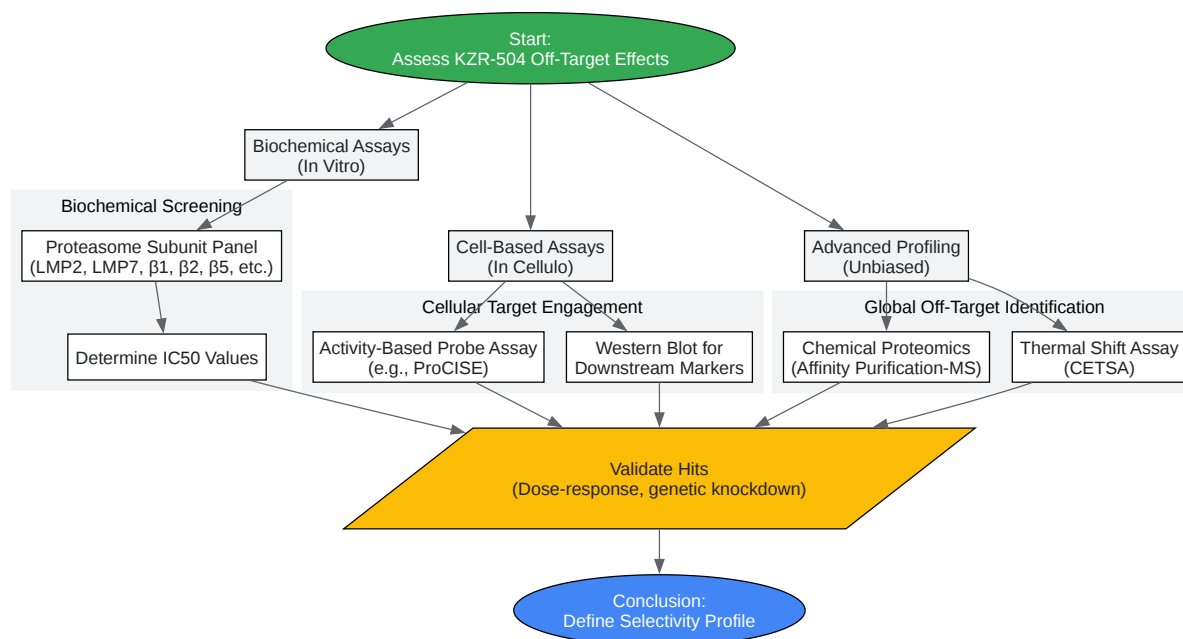 Start:
Assess KZR-504 Off-Target Effects
Biochemical Assays
(In Vitro)
Biochemical Screening
Proteasome Subunit Panel
(LMP2, LMP7, β1, β2, β5, etc.)
Determine IC50 Values
Cell-Based Assays
(In Cellulo)
Cellular Target Engagement
Activity-Based Probe Assay
(e.g., ProCISE)
Western Blot for
Downstream Markers
Advanced Profiling
(Unbiased)
Global Off-Target Identification
Chemical Proteomics
(Affinity Purification-MS)
Thermal Shift Assay
(CETSA)
Validate Hits
(Dose-response, genetic knockdown)
Conclusion:
Define Selectivity Profile